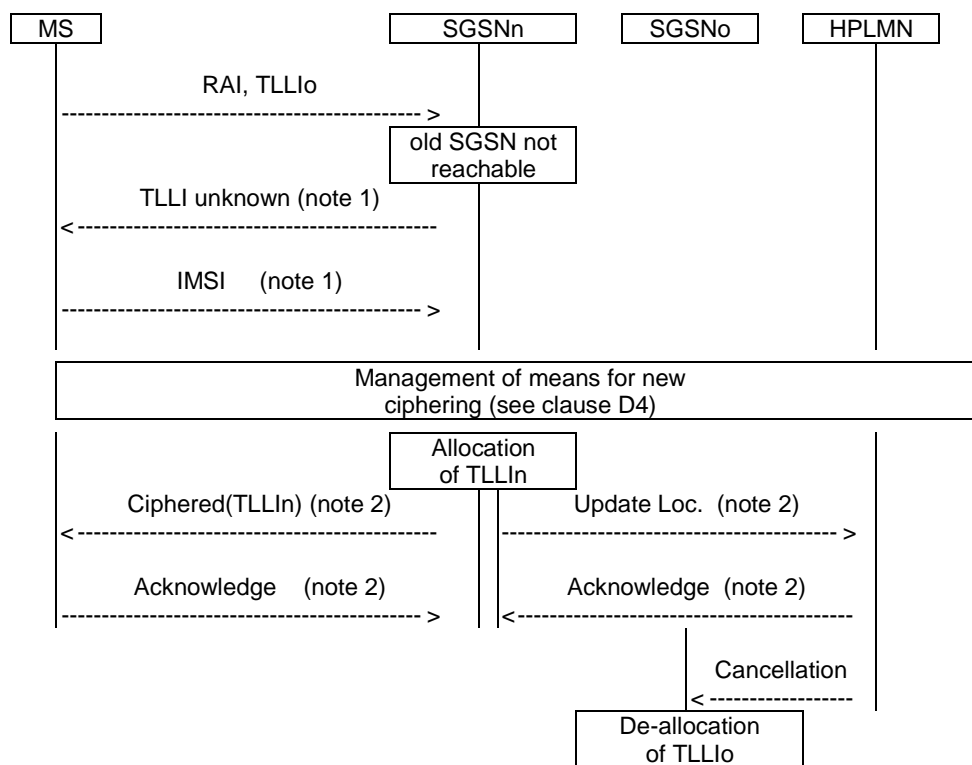 MS SGSNn SGSNo HPLMN
RAI, TLLIo
old SGSN not
reachable
TLLI unknown (note 1)
IMSI (note 1)
Management of means for new
ciphering (see clause D4)
Allocation
of TLLIn
Ciphered(TLLIn) (note 2) Update Loc. (note 2)
Acknowledge (note 2) Acknowledge (note 2)
Cancellation
De-allocation
of TLLIo